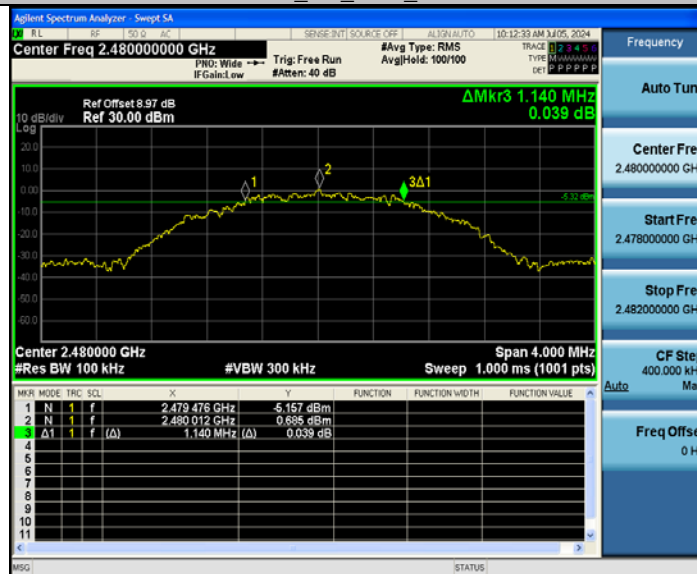 Agilent Spectrum Analyzer - Swept SA
RL RF 50 Ω AC SENSE:INT SOURCE OFF ALIGN AUTO 10:12:33 AM Jul 05, 2024
Center Freq 2.480000000 GHz
PNO: Wide
IFGain:Low
Trig: Free Run
#Atten: 40 dB
#Avg Type: RMS
Avg|Hold: 100/100
TRACE 1 2 3 4 5 6
TYPE
DET P P P P P P
Ref Offset 8.97 dB
Ref 30.00 dBm
10 dB/div
Log
ΔMkr3 1.140 MHz
0.039 dB
20.0
10.0
0.00
-10.0
-20.0
-30.0
-40.0
-50.0
-60.0
1
2
3Δ1
-5.32 dBm
Center 2.480000 GHz
Span 4.000 MHz
#Res BW 100 kHz
#VBW 300 kHz
Sweep 1.000 ms (1001 pts)
MKR MODE TRC SCL X Y FUNCTION FUNCTION WIDTH FUNCTION VALUE
1 N 1 f 2.479 476 GHz -5.157 dBm
2 N 1 f 2.480 012 GHz 0.685 dBm
3 Δ1 1 f (Δ) 1.140 MHz (Δ) 0.039 dB
4
5
6
7
8
9
10
11
MSG
STATUS
Frequency
Auto Tun
Center Fre
2.480000000 GH
Start Fre
2.478000000 GH
Stop Fre
2.482000000 GH
CF Ste
400.000 kH
Auto Ma
Freq Offse
0 H